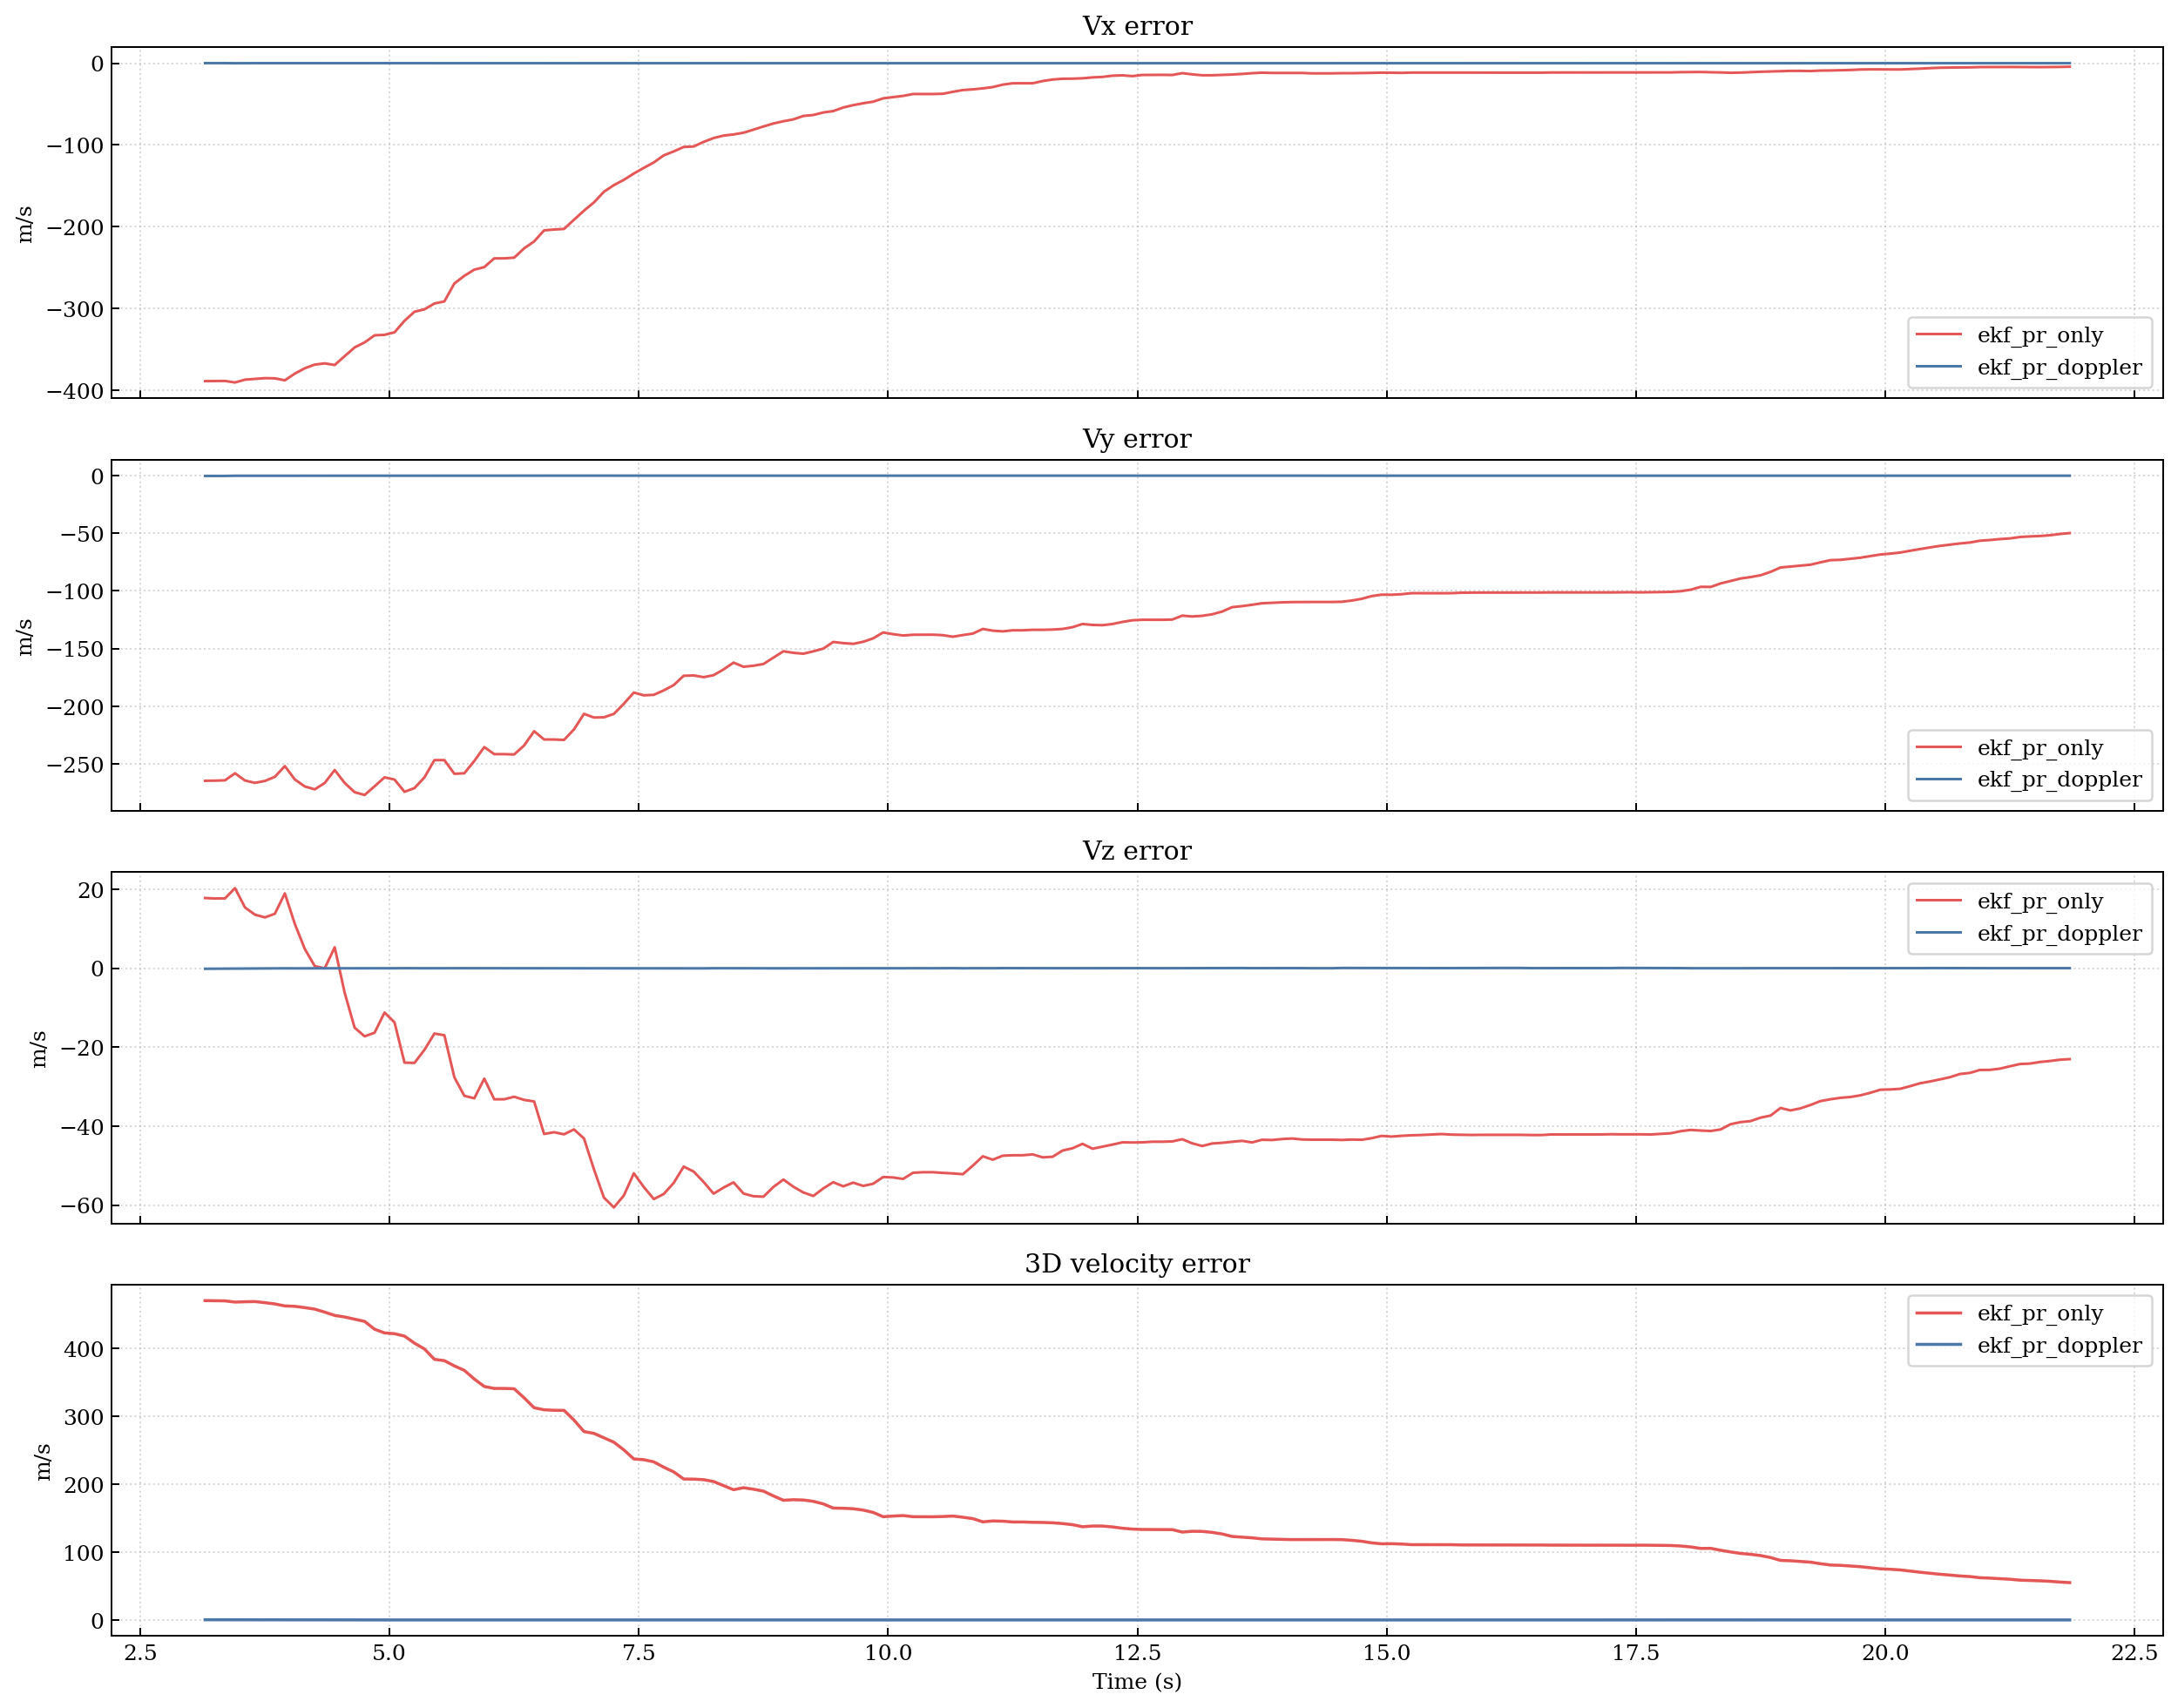 Vx error
0
−100
−200
−300
−400
m/s
ekf_pr_only
ekf_pr_doppler
Vy error
0
−50
−100
−150
−200
−250
m/s
ekf_pr_only
ekf_pr_doppler
Vz error
20
0
−20
−40
−60
m/s
ekf_pr_only
ekf_pr_doppler
3D velocity error
400
300
200
100
0
m/s
ekf_pr_only
ekf_pr_doppler
2.5 5.0 7.5 10.0 12.5 15.0 17.5 20.0 22.5
Time (s)